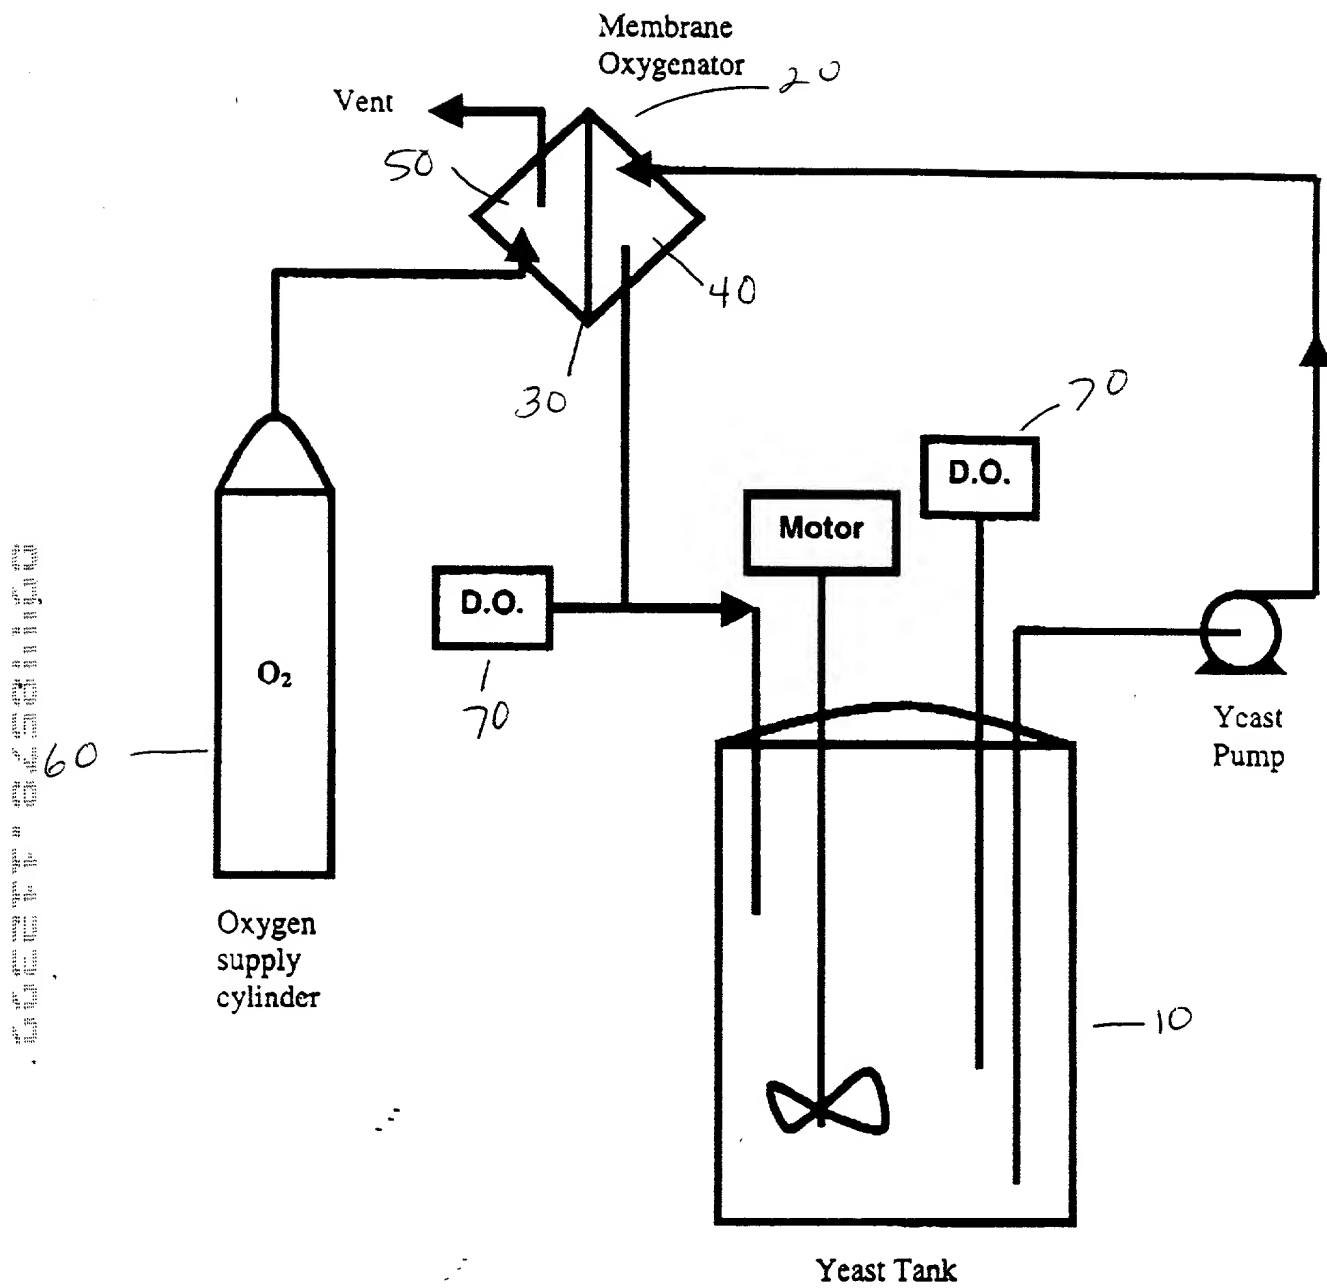 Membrane
Oxygenator
20
Vent
50
40
30
70
D.O.
Motor
D.O.
70
O₂
60
Yeast
Pump
Oxygen
supply
cylinder
10
Yeast Tank